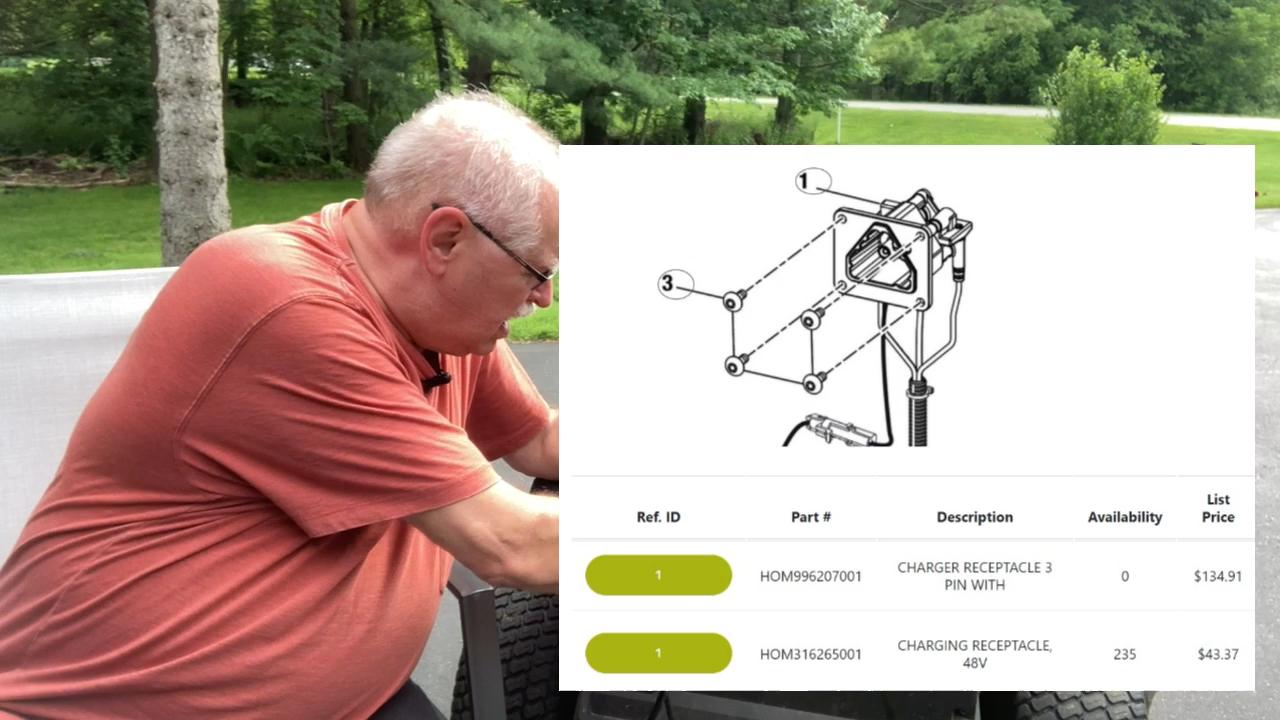 1
3
Ref. ID Part # Description Availability List Price
1 HOM996207001 CHARGER RECEPTACLE 3 PIN WITH 0 $134.91
1 HOM316265001 CHARGING RECEPTACLE, 48V 235 $43.37